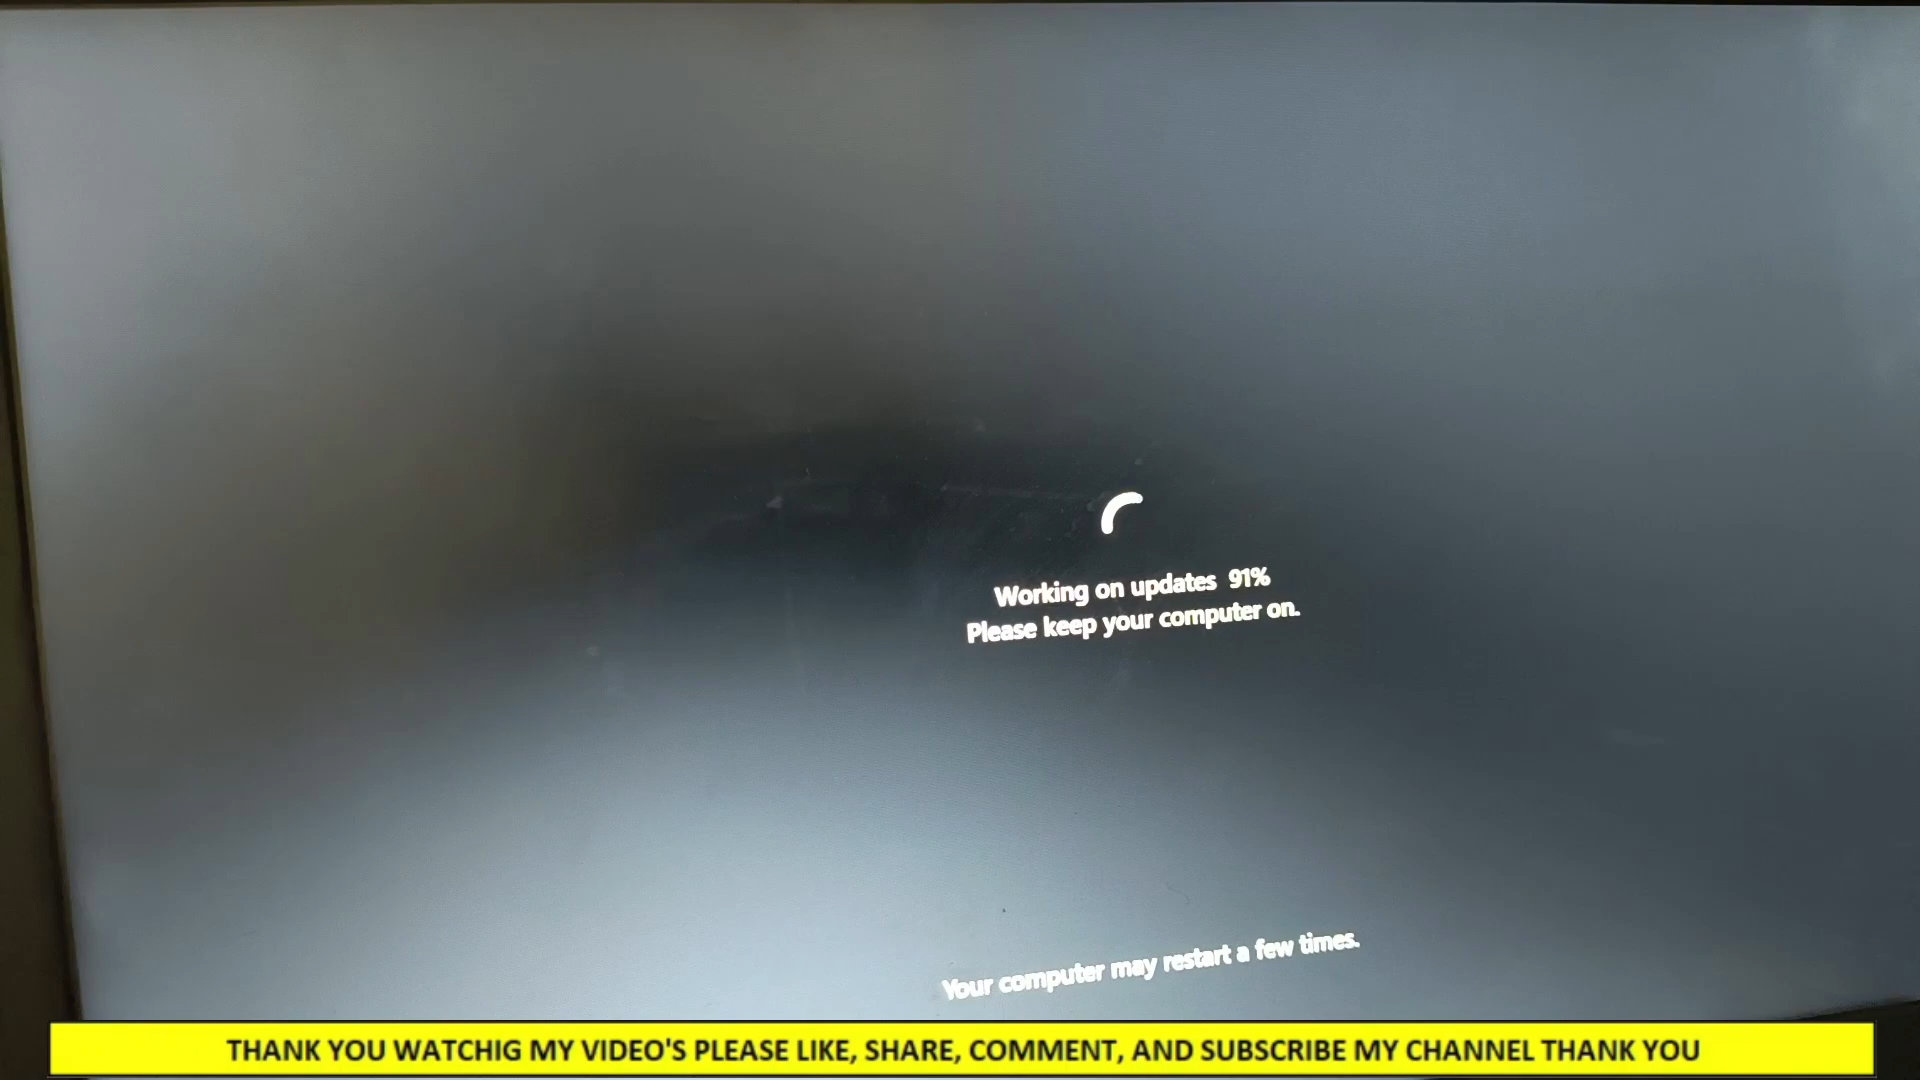 Working on updates 91%
Please keep your computer on.
Your computer may restart a few times.
THANK YOU WATCHIG MY VIDEO'S PLEASE LIKE, SHARE, COMMENT, AND SUBSCRIBE MY CHANNEL THANK YOU